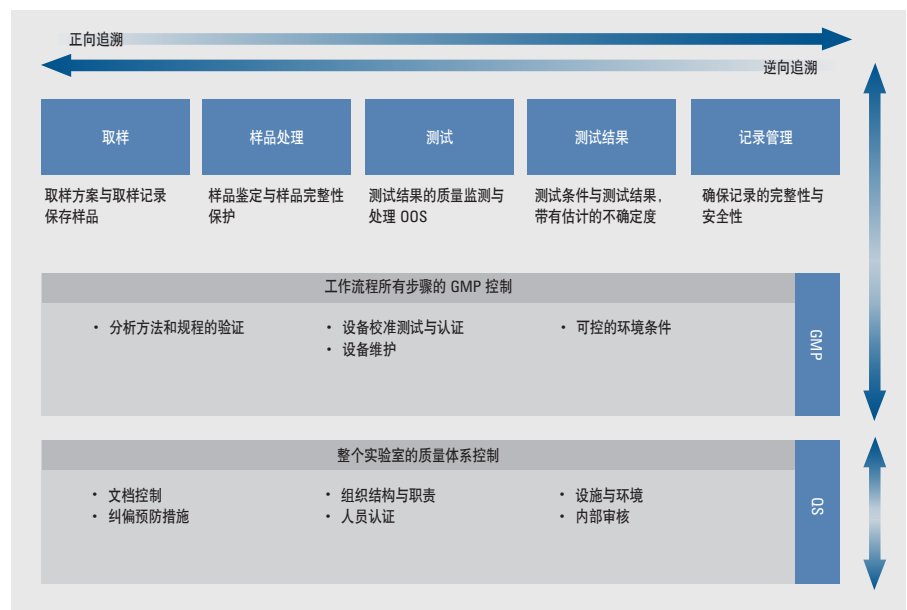 正向追溯
逆向追溯
取样
样品处理
测试
测试结果
记录管理
取样方案与取样记录
保存样品
样品鉴定与样品完整性
保护
测试结果的质量监测与
处理 OOS
测试条件与测试结果,
带有估计的不确定度
确保记录的完整性与
安全性
工作流程所有步骤的 GMP 控制
• 分析方法和规程的验证
• 设备校准测试与认证
• 设备维护
• 可控的环境条件
GMP
整个实验室的质量体系控制
• 文档控制
• 纠偏预防措施
• 组织结构与职责
• 人员认证
• 设施与环境
• 内部审核
QS